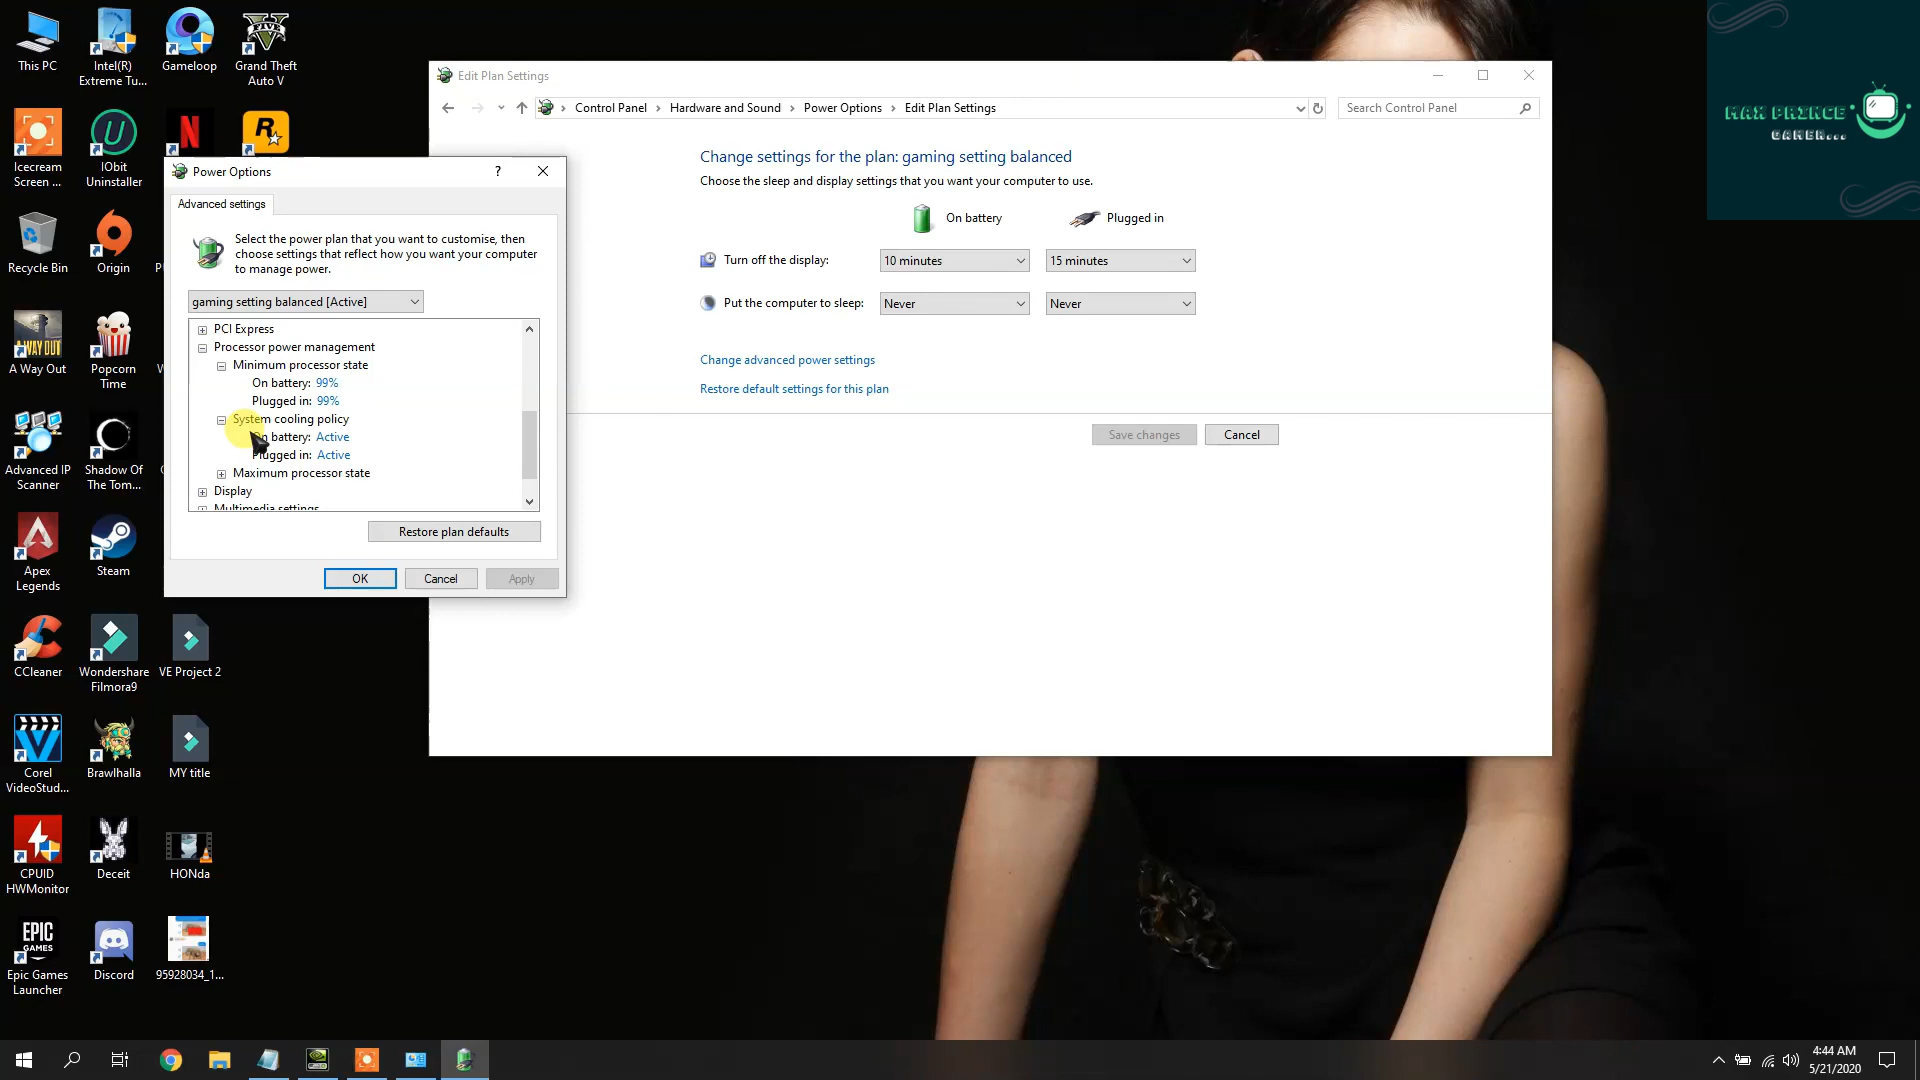 This PC
Intel(R)
Extreme Tu...
Gameloop
Grand Theft
Auto V
Icecream
Screen ...
IObit
Uninstaller
Recycle Bin
Origin
A Way Out
Popcorn
Time
Advanced IP
Scanner
Shadow Of
The Tom...
Apex
Legends
Steam
CCleaner
Wondershare
Filmora9
VE Project 2
Corel
VideoStud...
Brawlhalla
MY title
CPUID
HWMonitor
Deceit
HONda
EPIC
GAMES
Epic Games
Launcher
Discord
95928034_1...
Power Options
?
Advanced settings
Select the power plan that you want to customise, then
choose settings that reflect how you want your computer
to manage power.
gaming setting balanced [Active]
PCI Express
Processor power management
Minimum processor state
On battery: 99%
Plugged in: 99%
System cooling policy
On battery: Active
Plugged in: Active
Maximum processor state
Display
Multimedia settings
Restore plan defaults
OK
Cancel
Apply
Edit Plan Settings
Control Panel > Hardware and Sound > Power Options > Edit Plan Settings
Search Control Panel
Change settings for the plan: gaming setting balanced
Choose the sleep and display settings that you want your computer to use.
On battery
Plugged in
Turn off the display:
10 minutes
15 minutes
Put the computer to sleep:
Never
Never
Change advanced power settings
Restore default settings for this plan
Save changes
Cancel
MAX PRINCE
GAMER...
4:44 AM
5/21/2020